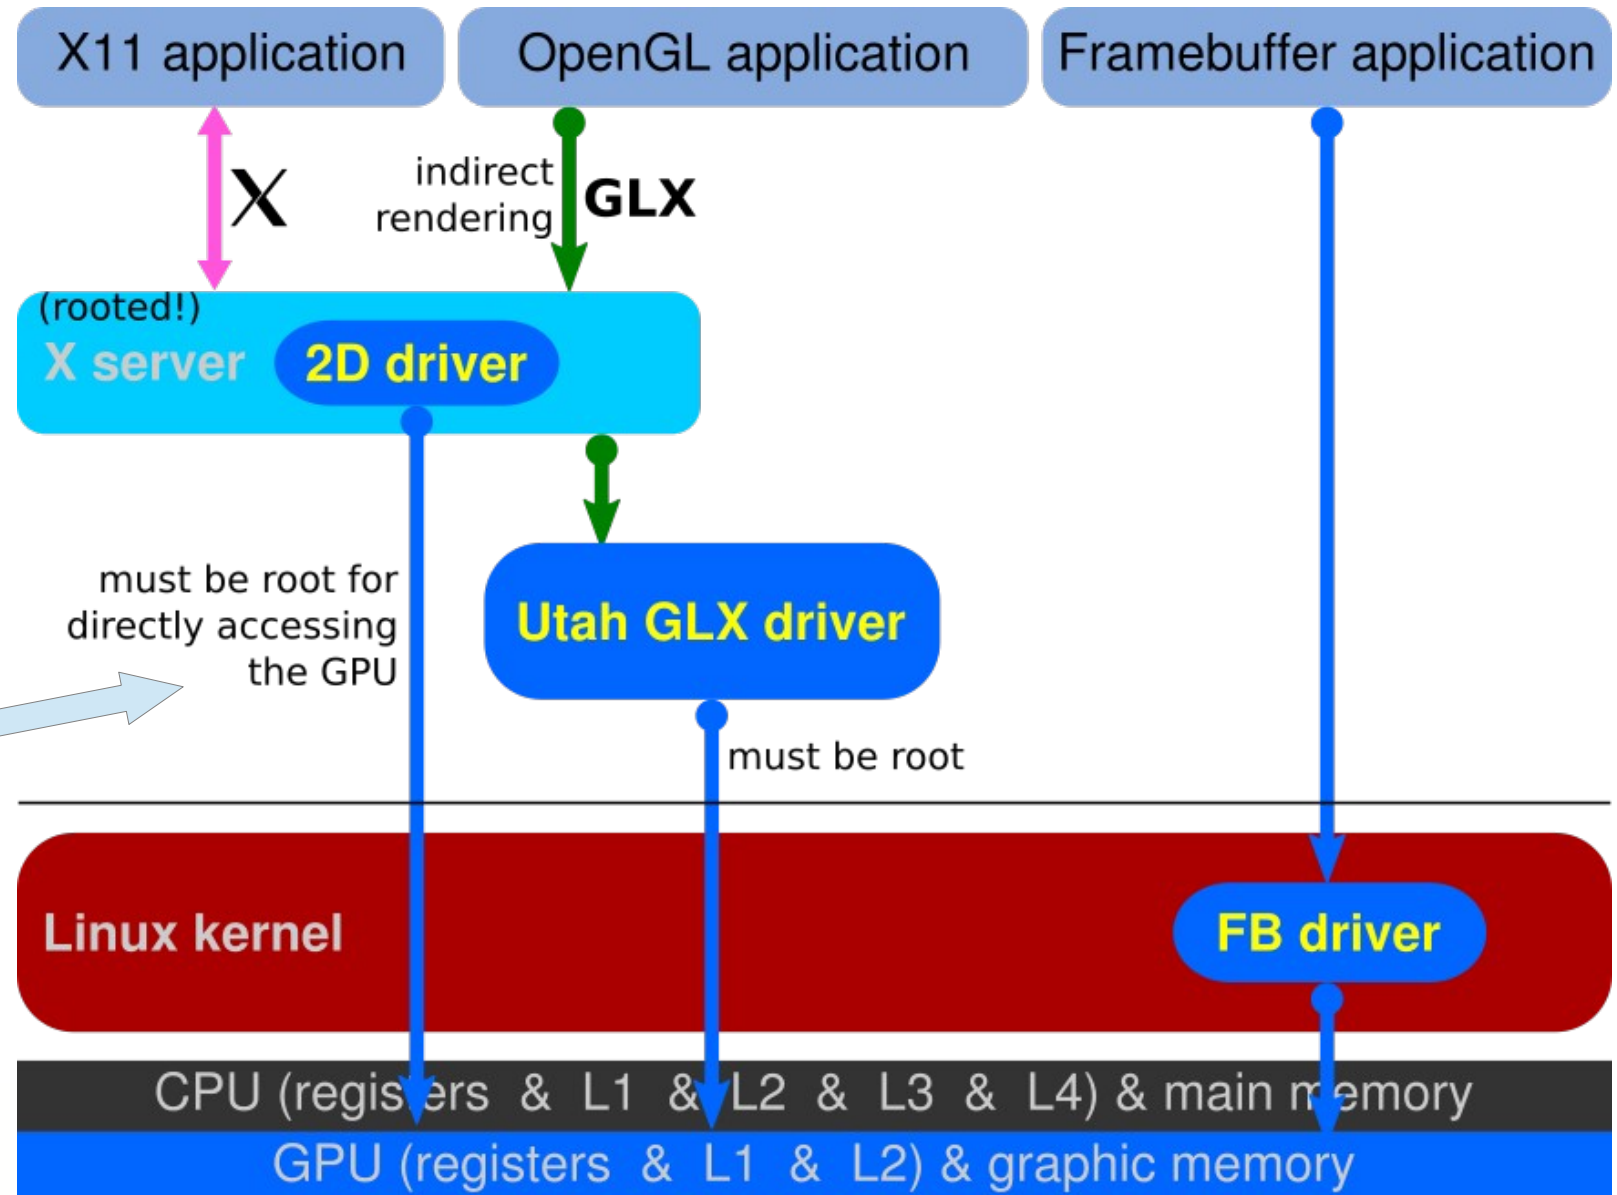 X11 application
OpenGL application
Framebuffer application
X
indirect
rendering
GLX
(rooted!)
X server
2D driver
must be root for
directly accessing
the GPU
Utah GLX driver
must be root
Linux kernel
FB driver
CPU (registers & L1 & L2 & L3 & L4) & main memory
GPU (registers & L1 & L2) & graphic memory